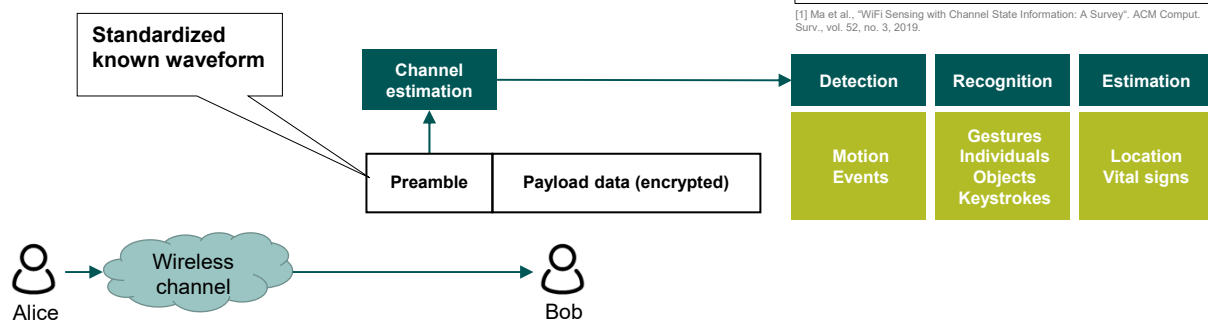 [1] Ma et al., "WiFi Sensing with Channel State Information: A Survey“. ACM Comput.
Surv., vol. 52, no. 3, 2019.
Standardized
known waveform
Channel
estimation
Detection
Recognition
Estimation
Motion
Events
Gestures
Individuals
Objects
Keystrokes
Location
Vital signs
Preamble
Payload data (encrypted)
Wireless
channel
Alice
Bob